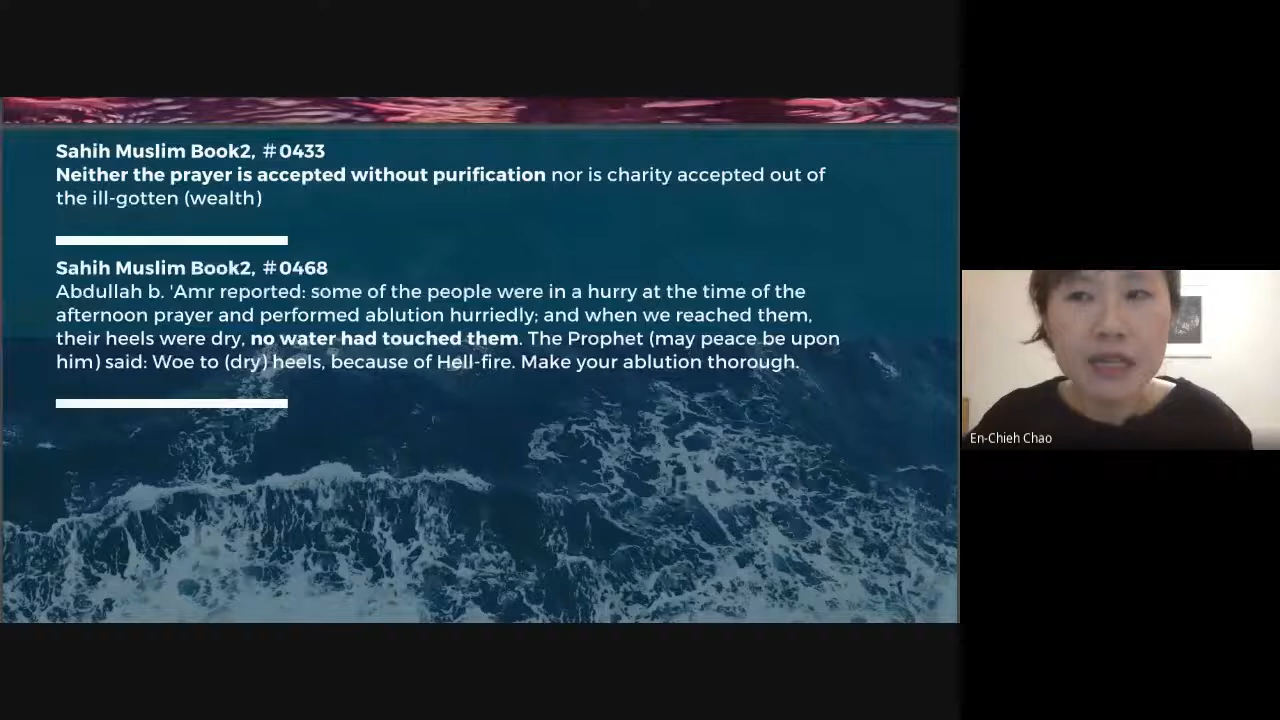 Sahih Muslim Book2, #0433
Neither the prayer is accepted without purification nor is charity accepted out of
the ill-gotten (wealth)
Sahih Muslim Book2, #0468
Abdullah b. 'Amr reported: some of the people were in a hurry at the time of the
afternoon prayer and performed ablution hurriedly; and when we reached them,
their heels were dry, no water had touched them. The Prophet (may peace be upon
him) said: Woe to (dry) heels, because of Hell-fire. Make your ablution thorough.
En-Chieh Chao